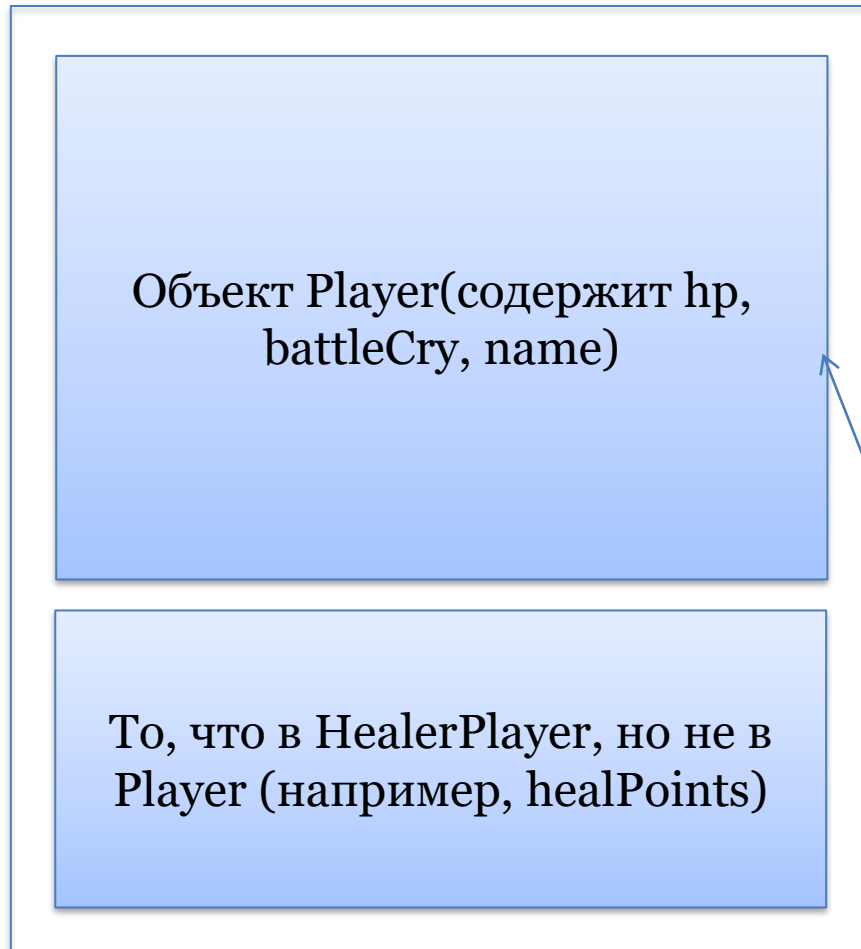 Объект Player(содержит hp,
battleCry, name)
То, что в HealerPlayer, но не в
Player (например, healPoints)